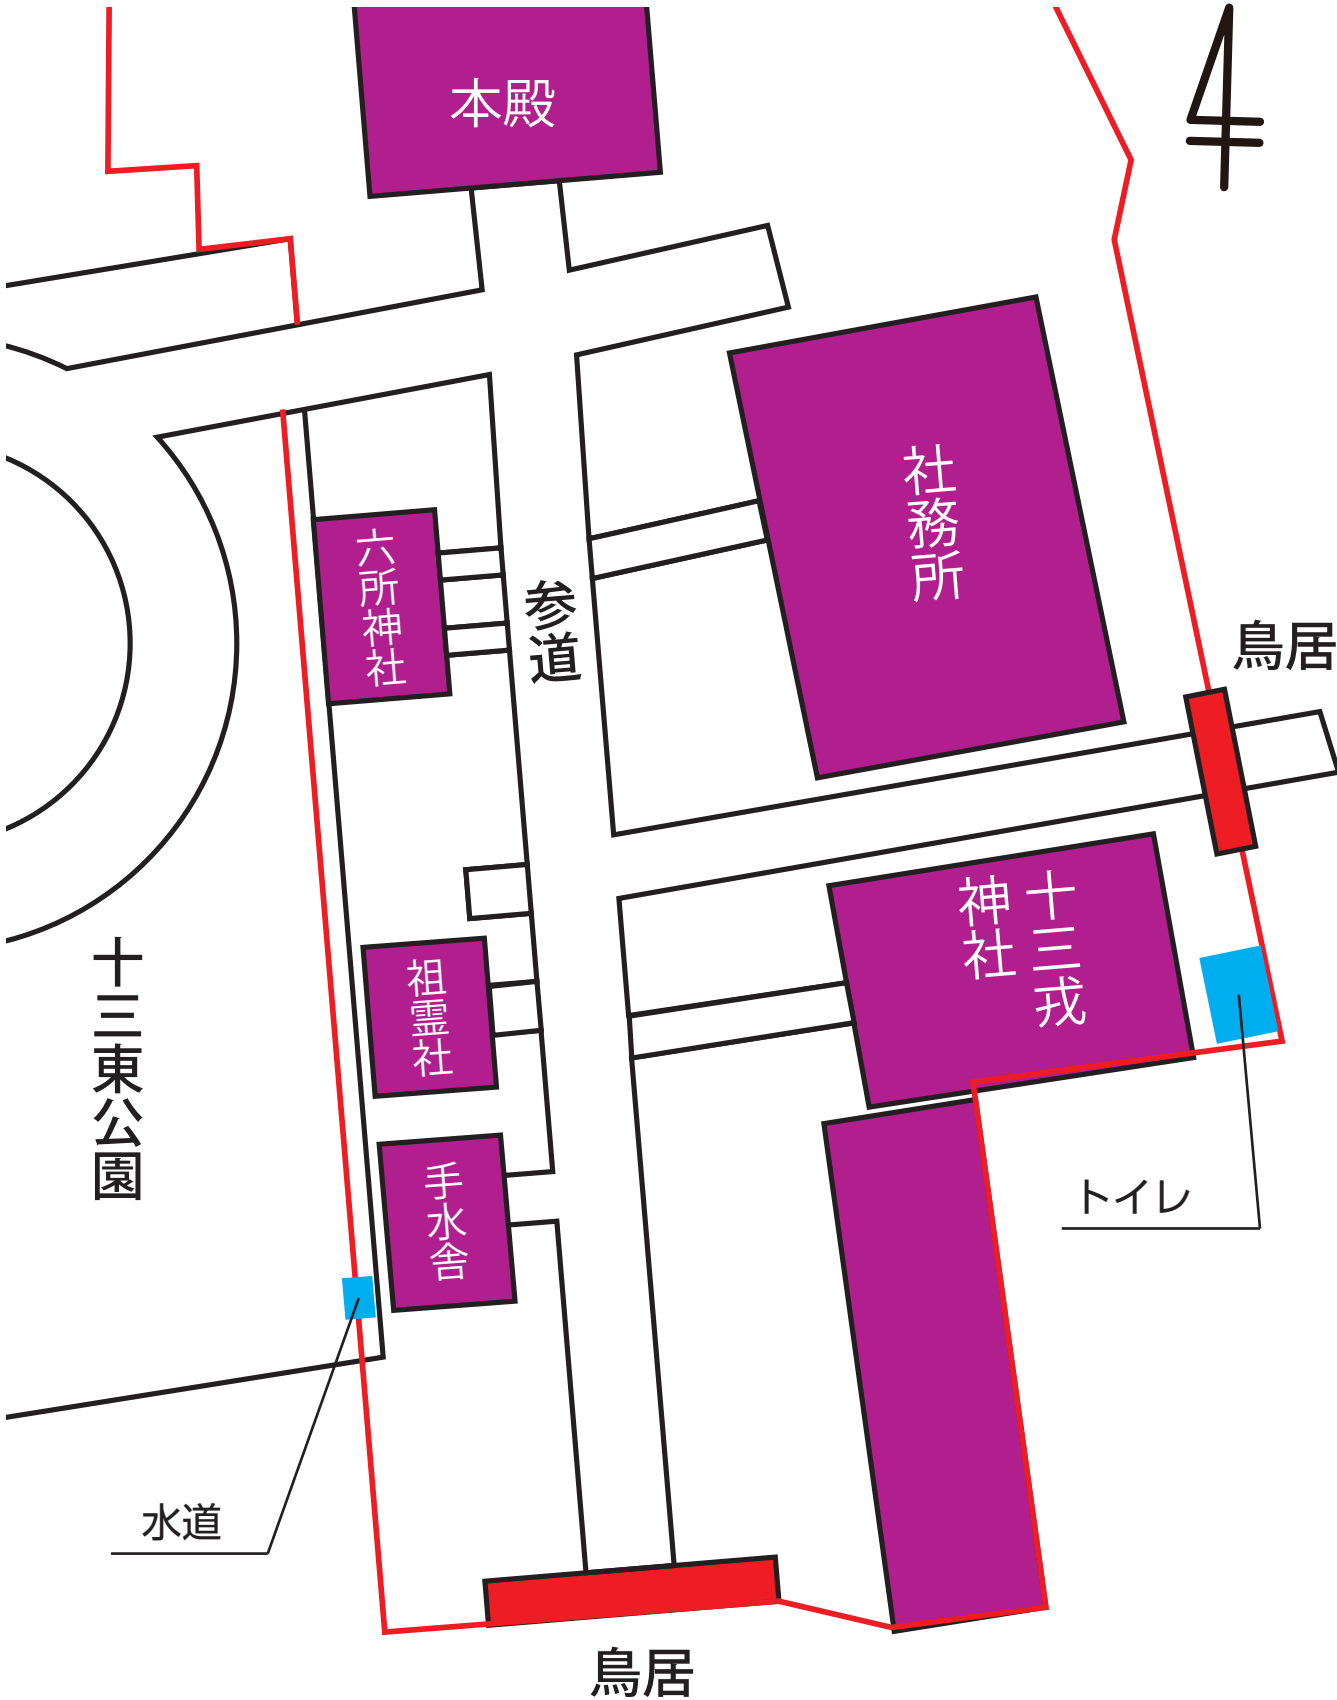 本殿
社務所
六所神社
参道
鳥居
十三戎
神社
祖霊社
十三東公園
手水舎
トイレ
水道
鳥居